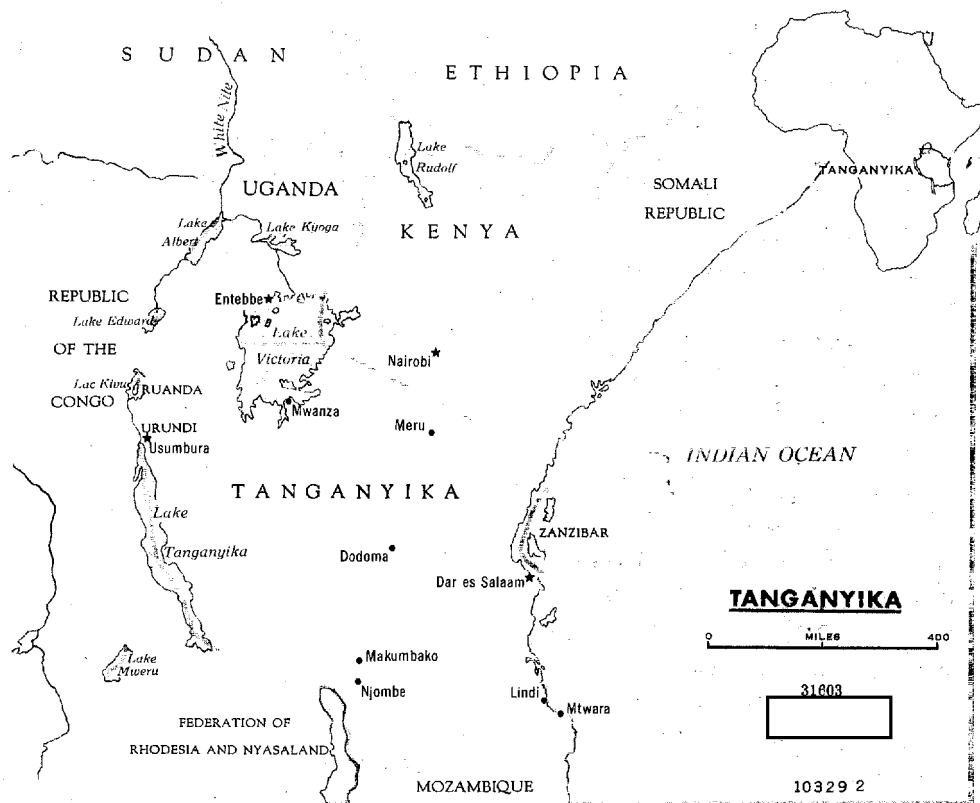 SUDAN
ETHIOPIA
White Nile
Lake
Rudolf
TANGANYIKA
UGANDA
SOMALI
REPUBLIC
Lake
Albert
Lake Kyoga
KENYA
REPUBLIC
OF THE
CONGO
Entebbe
Lake Edward
Lake
Victoria
Nairobi
Lac Kivu
RUANDA
Mwanza
Meru
URUNDI
Usumbura
INDIAN OCEAN
TANGANYIKA
Lake
Tanganyika
ZANZIBAR
Dodoma
Dar es Salaam
TANGANYIKA
0 MILES 400
Lake
Mweru
Makumbako
Njombe
Lindi
Mtwara
31603
FEDERATION OF
RHODESIA AND NYASALAND
MOZAMBIQUE
10329 2